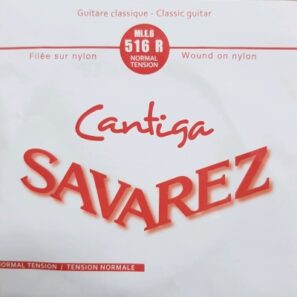 Guitare classique - Classic guitar
MI.E.6
516 R
NORMAL
TENSION
Filée sur nylon
Wound on nylon
Cantiga
SAVAREZ
NORMAL TENSION / TENSION NORMALE